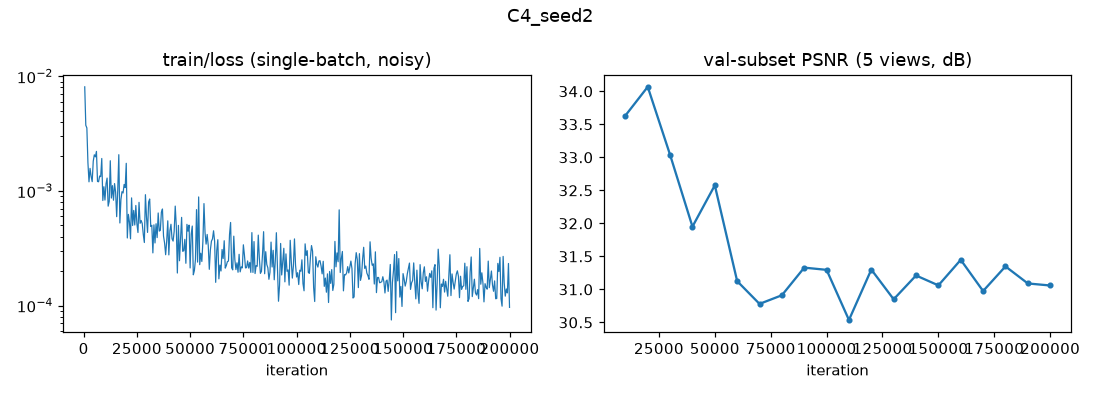 C4_seed2
train/loss (single-batch, noisy)
val-subset PSNR (5 views, dB)
10⁻²
10⁻³
10⁻⁴
34.0
33.5
33.0
32.5
32.0
31.5
31.0
30.5
0 25000 50000 75000 100000 125000 150000 175000 200000
25000 50000 75000 100000 125000 150000 175000 200000
iteration
iteration